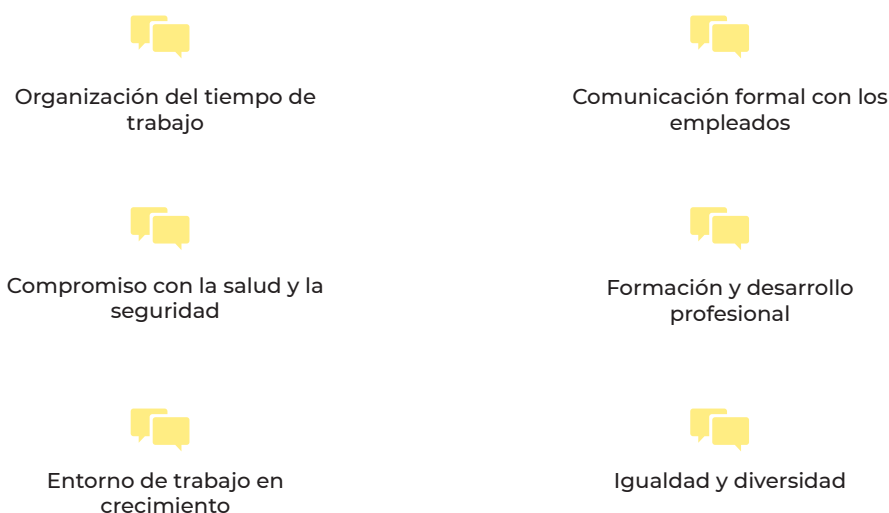 Organización del tiempo de
trabajo
Comunicación formal con los
empleados
Compromiso con la salud y la
seguridad
Formación y desarrollo
profesional
Entorno de trabajo en
crecimiento
Igualdad y diversidad